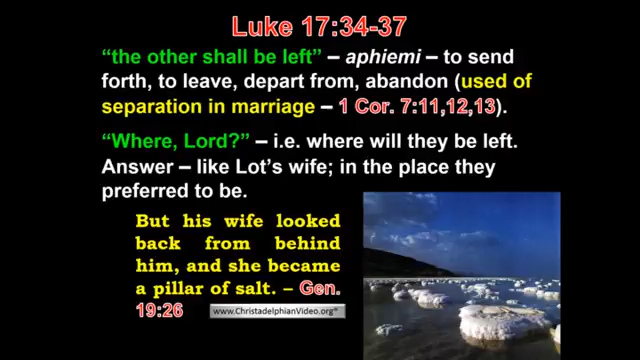 Luke 17:34-37
“the other shall be left” – aphiemi – to send
forth, to leave, depart from, abandon (used of
separation in marriage – 1 Cor. 7:11,12,13).
“Where, Lord?” – i.e. where will they be left.
Answer – like Lot’s wife; in the place they
preferred to be.
But his wife looked
back from behind
him, and she became
a pillar of salt. – Gen.
19:26
www.ChristadelphianVideo.org®